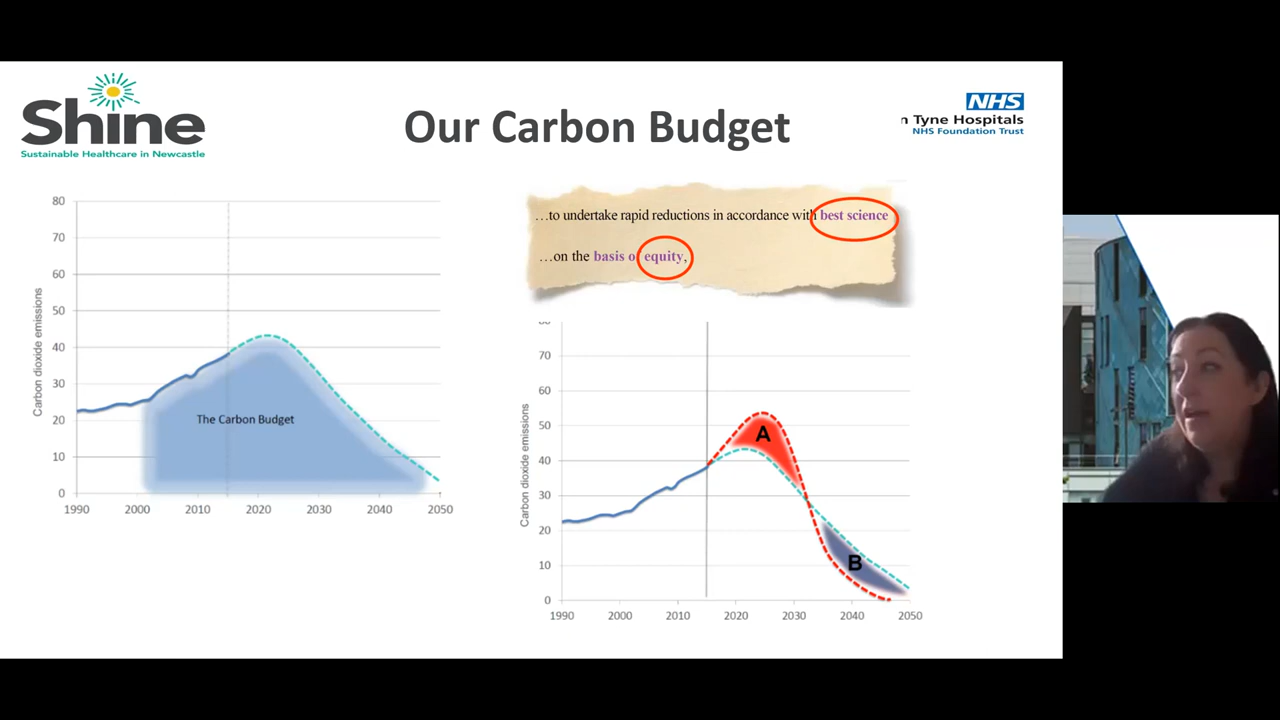 Shine
Sustainable Healthcare in Newcastle
Our Carbon Budget
NHS
n Tyne Hospitals
NHS Foundation Trust
80
70
60
50
40
30
20
10
0
Carbon dioxide emissions
The Carbon Budget
1990 2000 2010 2020 2030 2040 2050
…to undertake rapid reductions in accordance with best science
…on the basis o equity,
70
60
50
40
30
20
10
0
Carbon dioxide emissions
A
B
1990 2000 2010 2020 2030 2040 2050